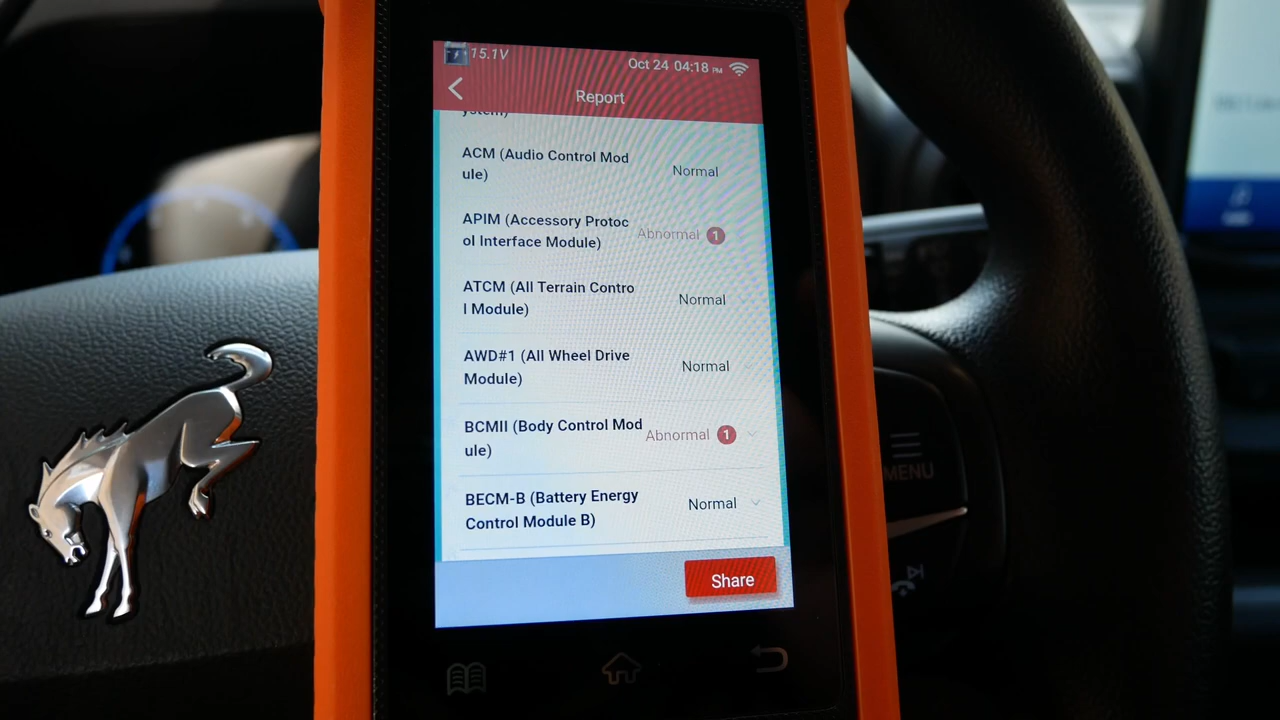 15.1V
Oct 24 04:18 PM
Report
ystem)
ACM (Audio Control Mod
ule)
Normal
APIM (Accessory Protoc
ol Interface Module)
Abnormal 1
ATCM (All Terrain Contro
l Module)
Normal
AWD#1 (All Wheel Drive
Module)
Normal
BCMII (Body Control Mod
ule)
Abnormal 1
BECM-B (Battery Energy
Control Module B)
Normal
Share
MENU